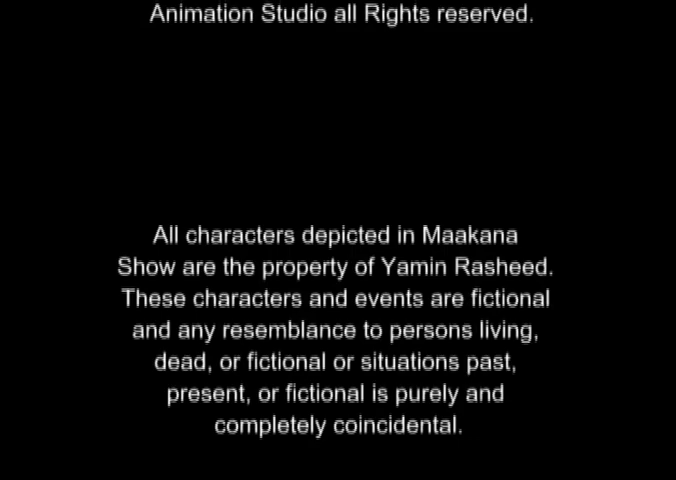 Animation Studio all Rights reserved.
All characters depicted in Maakana
Show are the property of Yamin Rasheed.
These characters and events are fictional
and any resemblance to persons living,
dead, or fictional or situations past,
present, or fictional is purely and
completely coincidental.